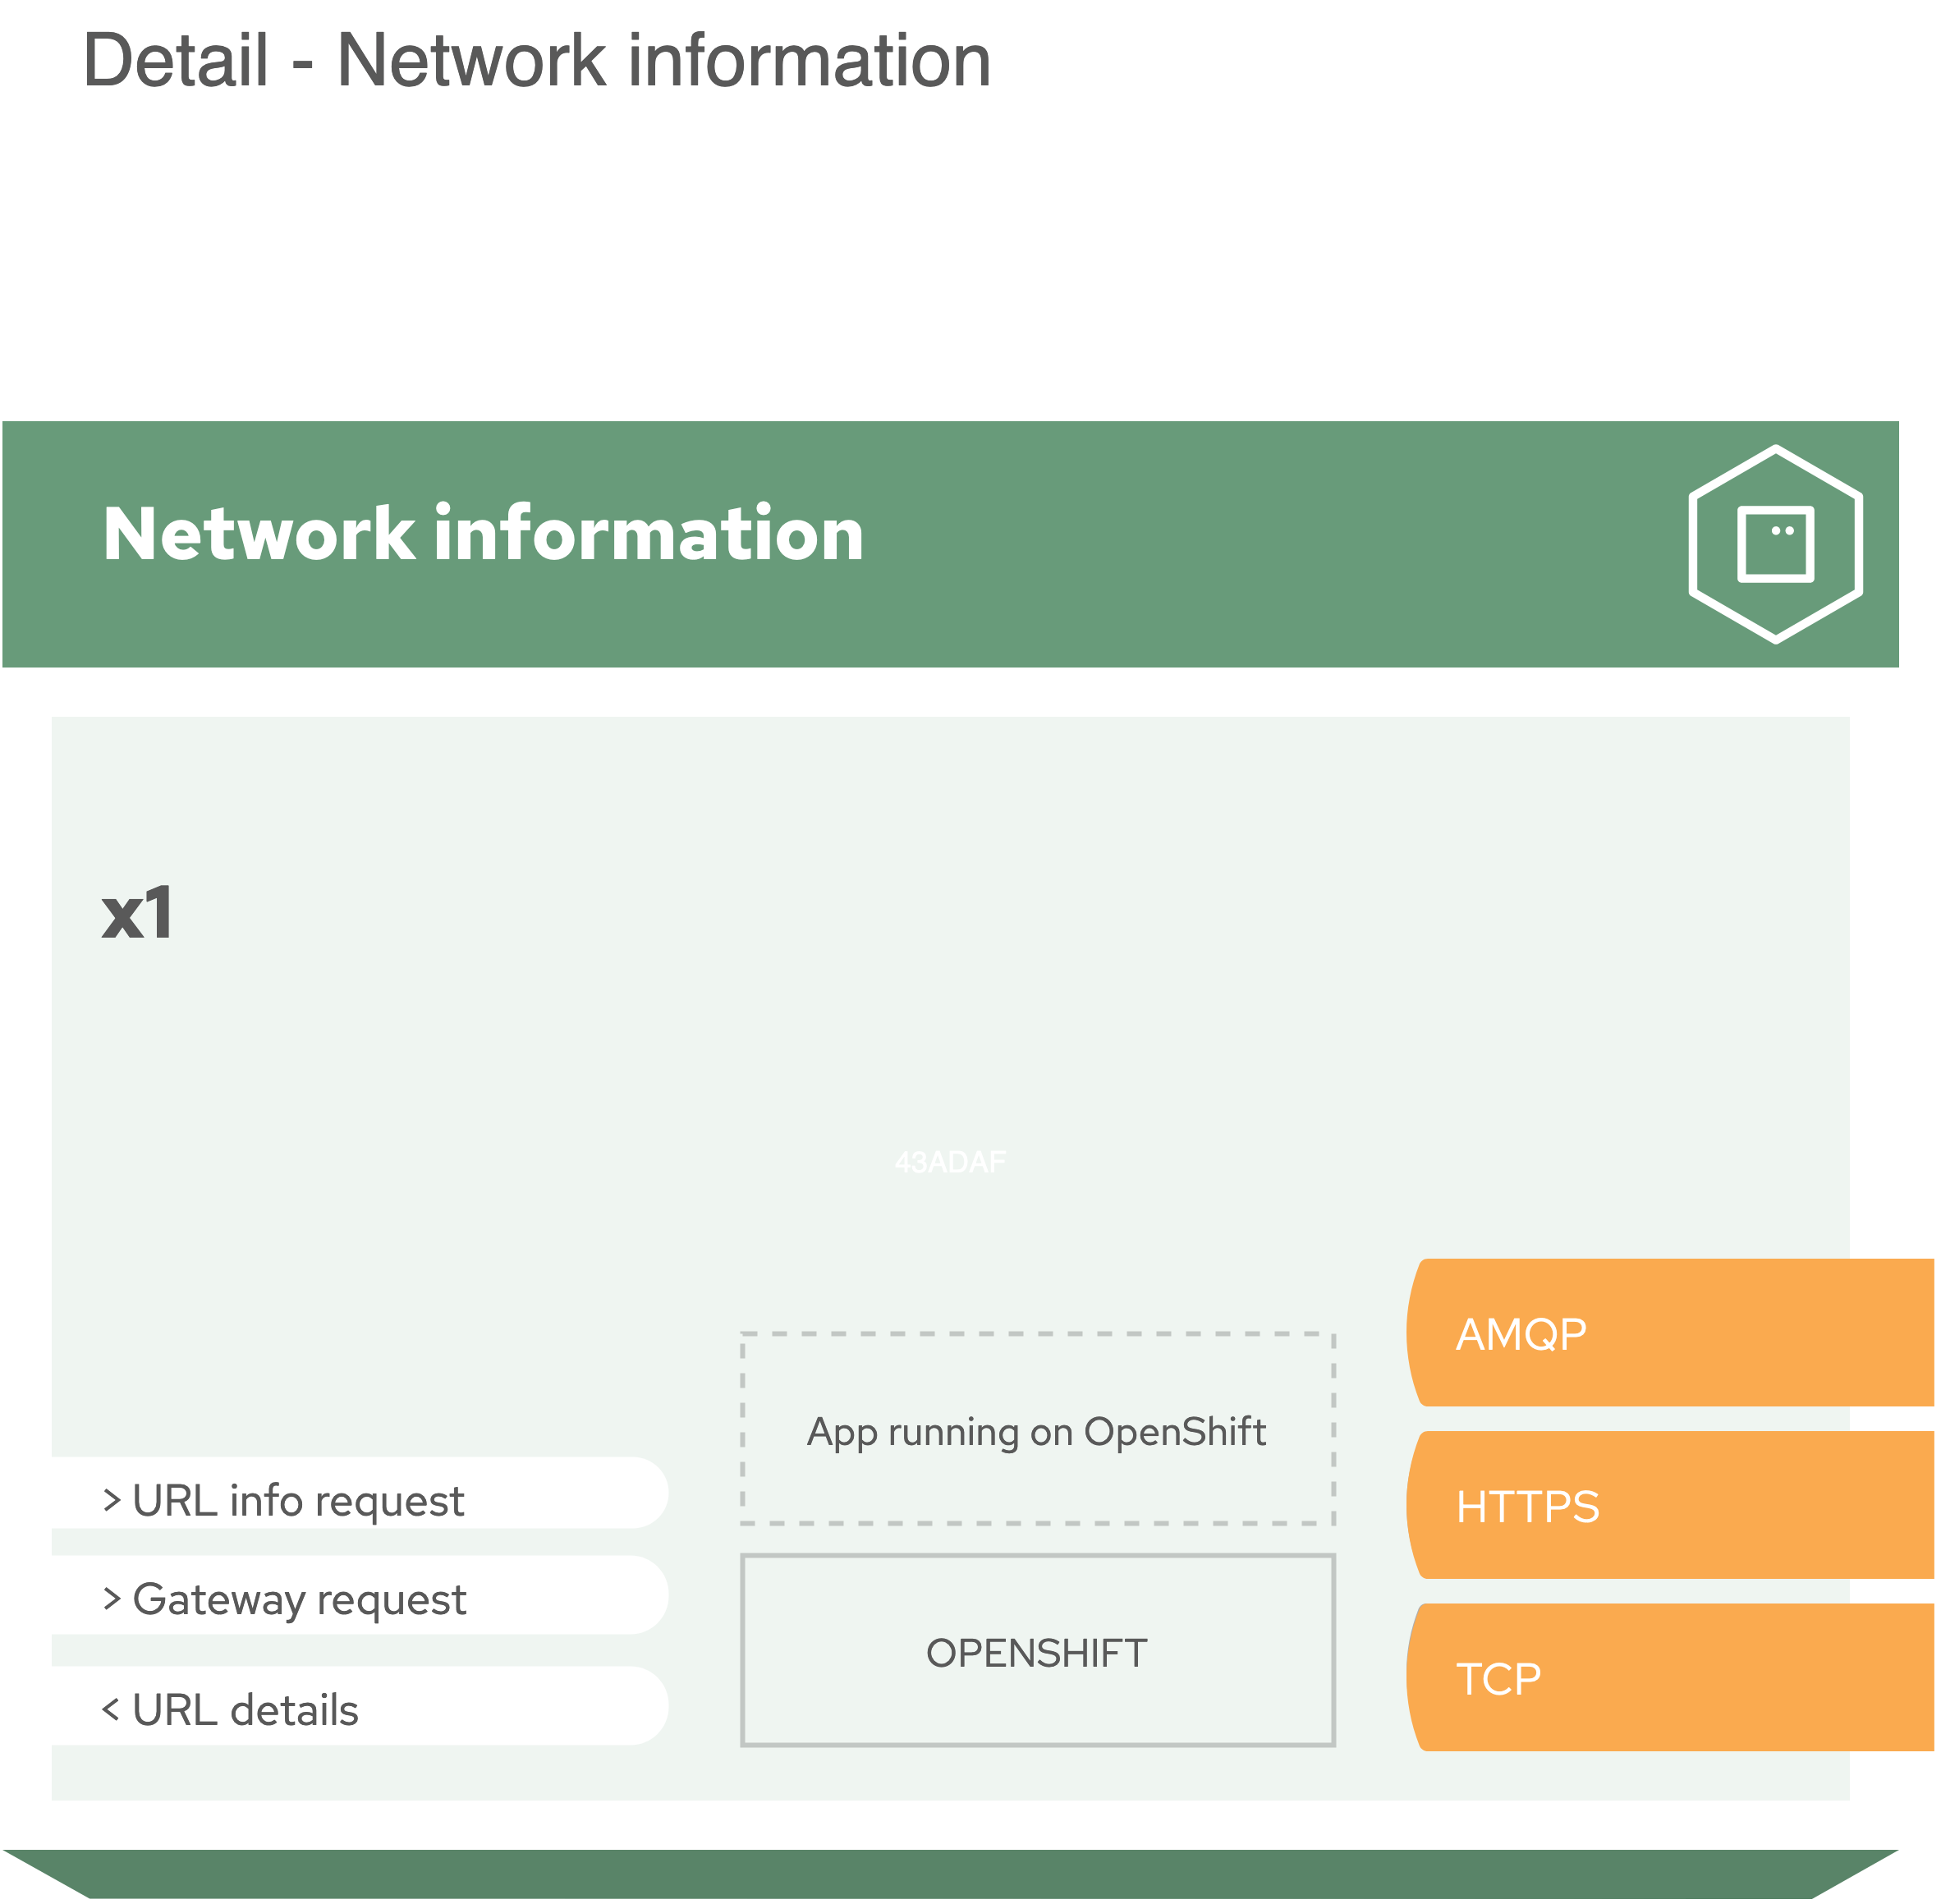 Detail - Network information
Network information
x1
43ADAF
AMQP
App running on OpenShift
HTTPS
> URL info request
> Gateway request
OPENSHIFT
TCP
< URL details